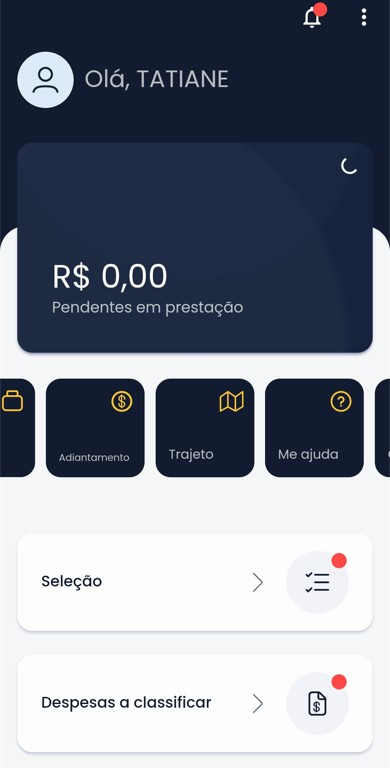 Olá, TATIANE
R$ 0,00
Pendentes em prestação
Adiantamento
Trajeto
Me ajuda
Seleção
Despesas a classificar